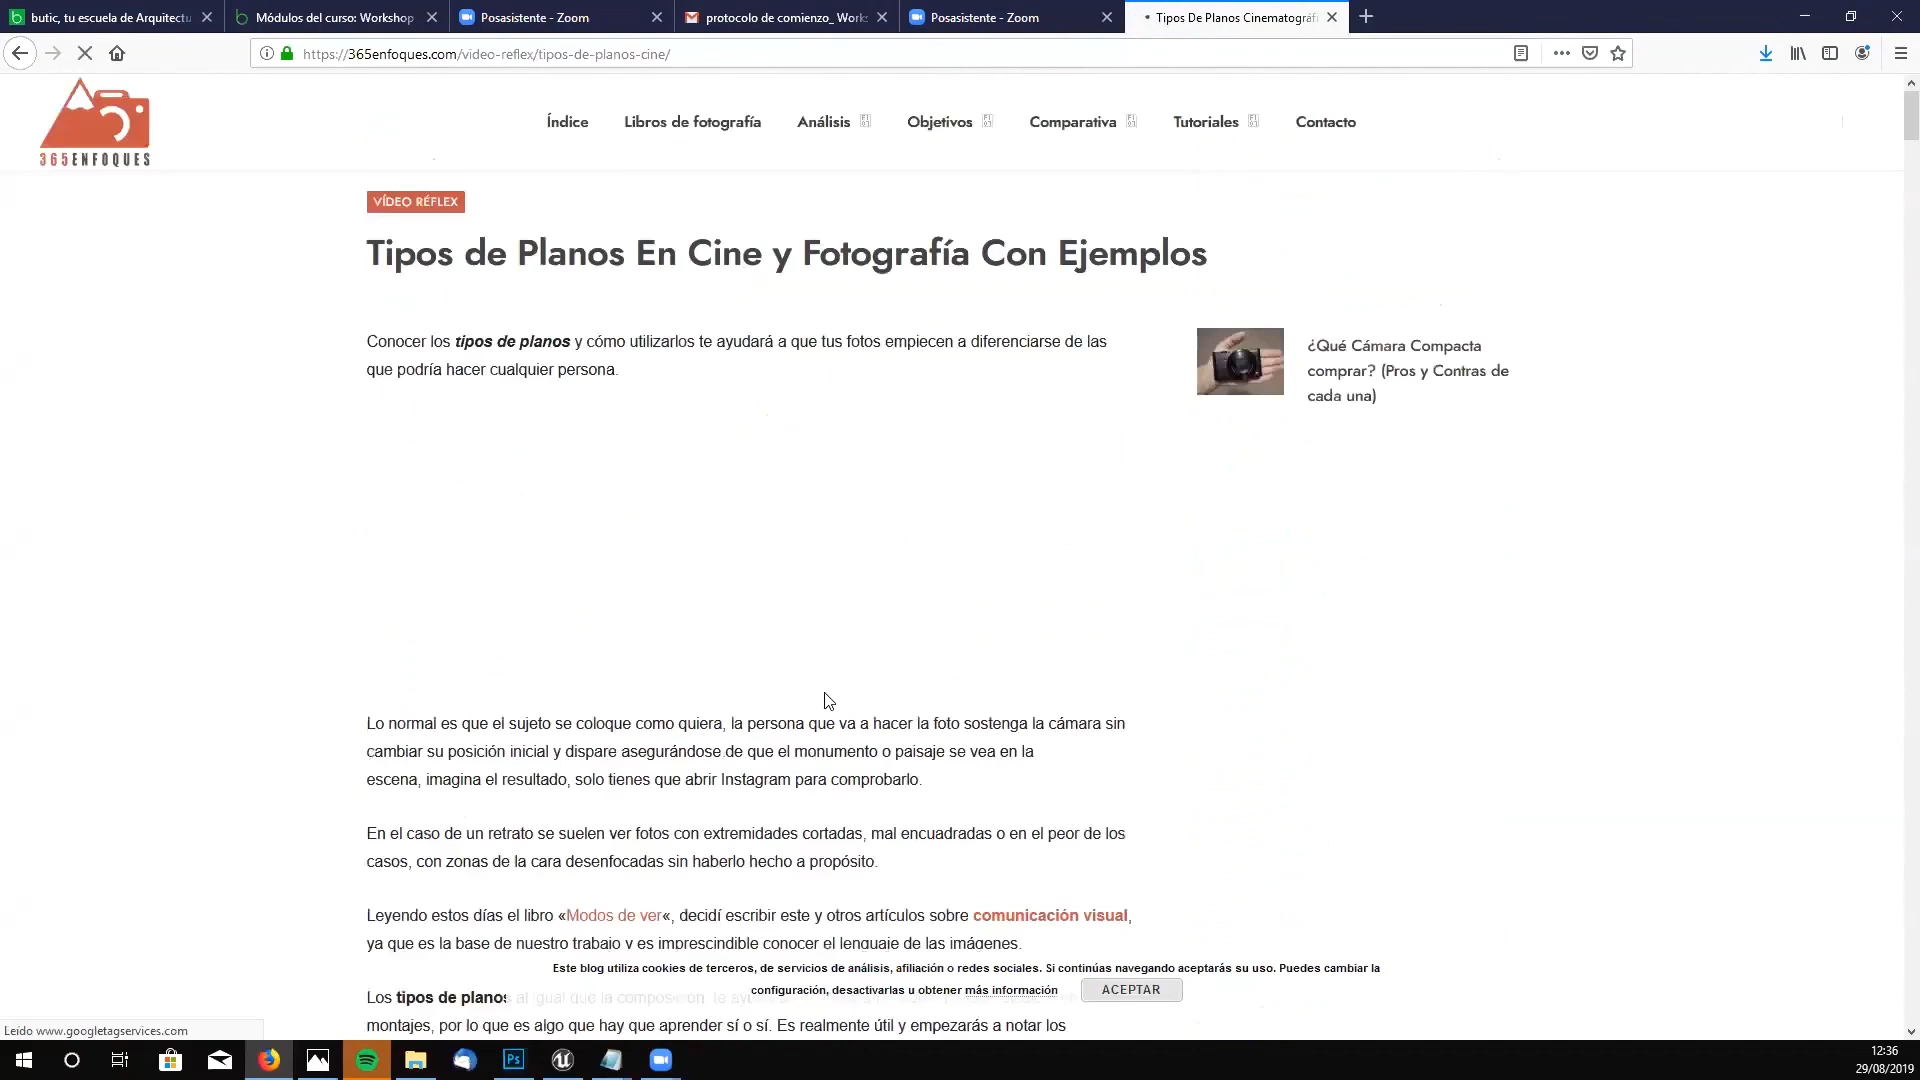 butic, tu escuela de Arquitectu
Módulos del curso: Workshop
Posasistente - Zoom
protocolo de comienzo_ Work
Posasistente - Zoom
Tipos De Planos Cinematográfi
https://365enfoques.com/video-reflex/tipos-de-planos-cine/
365ENFOQUES
Índice
Libros de fotografía
Análisis
Objetivos
Comparativa
Tutoriales
Contacto
VÍDEO RÉFLEX
Tipos de Planos En Cine y Fotografía Con Ejemplos
Conocer los tipos de planos y cómo utilizarlos te ayudará a que tus fotos empiecen a diferenciarse de las
que podría hacer cualquier persona.
¿Qué Cámara Compacta
comprar? (Pros y Contras de
cada una)
Lo normal es que el sujeto se coloque como quiera, la persona que va a hacer la foto sostenga la cámara sin
cambiar su posición inicial y dispare asegurándose de que el monumento o paisaje se vea en la
escena, imagina el resultado, solo tienes que abrir Instagram para comprobarlo.
En el caso de un retrato se suelen ver fotos con extremidades cortadas, mal encuadradas o en el peor de los
casos, con zonas de la cara desenfocadas sin haberlo hecho a propósito.
Leyendo estos días el libro «Modos de ver«, decidí escribir este y otros artículos sobre comunicación visual,
ya que es la base de nuestro trabajo y es imprescindible conocer el lenguaje de las imágenes.
Este blog utiliza cookies de terceros, de servicios de análisis, afiliación o redes sociales. Si continúas navegando aceptarás su uso. Puedes cambiar la
configuración, desactivarlas u obtener más información
ACEPTAR
Los tipos de planos al igual que la composición, te
montajes, por lo que es algo que hay que aprender sí o sí. Es realmente útil y empezarás a notar los
Leído www.googletagservices.com
Ps
12:36
29/08/2019